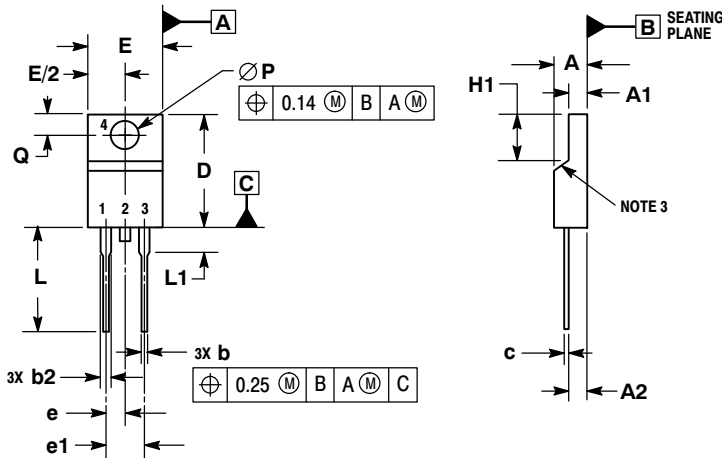 A
E
E/2
Ø P
⌖ 0.14 Ⓜ B A Ⓜ
4
Q
D
C
1 2 3
L
L1
3X b
3X b2
⌖ 0.25 Ⓜ B A Ⓜ C
e
e1
B SEATING
PLANE
A
H1
A1
NOTE 3
c
A2